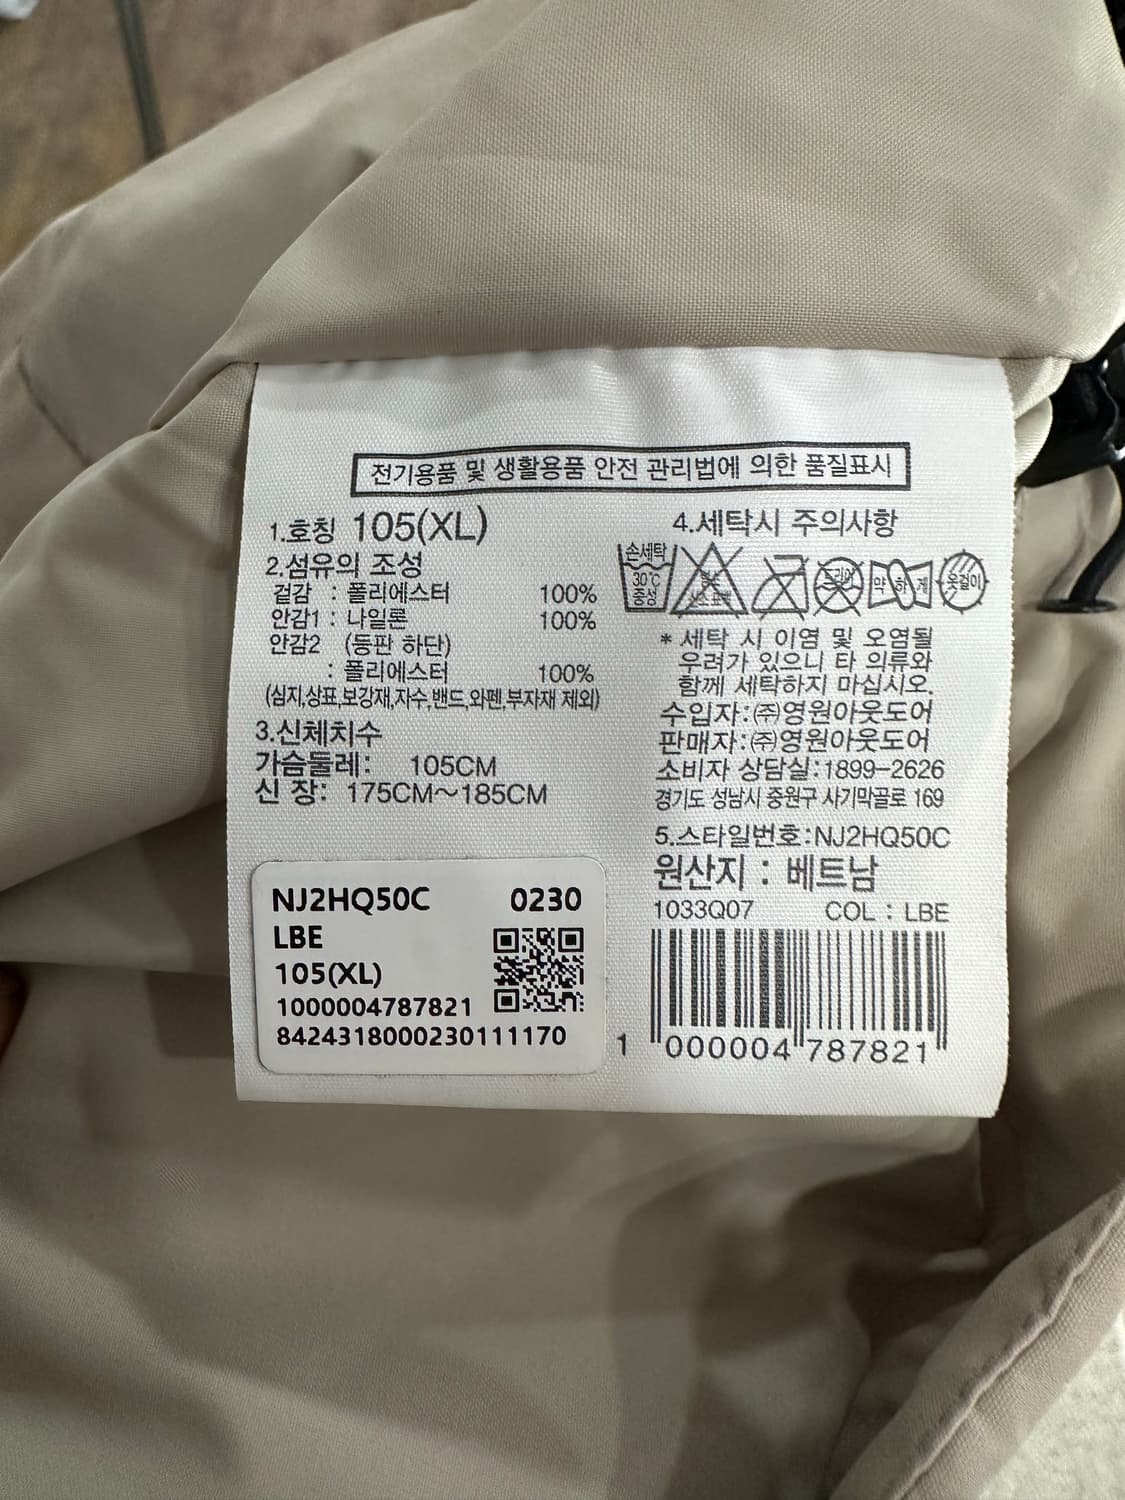 전기용품 및 생활용품 안전 관리법에 의한 품질표시
1.호칭 105(XL)
2.섬유의 조성
겉감 : 폴리에스터 100%
안감1 : 나일론 100%
안감2 (등판 하단)
: 폴리에스터 100%
(심지,상표,보강재,자수,밴드,와펜,부자재 제외)
3.신체치수
가슴둘레: 105CM
신 장: 175CM~185CM
4.세탁시 주의사항
손세탁
30℃
중성
드라이
약 하 게
옷걸이
* 세탁 시 이염 및 오염될
우려가 있으니 타 의류와
함께 세탁하지 마십시오.
수입자:㈜영원아웃도어
판매자:㈜영원아웃도어
소비자 상담실:1899-2626
경기도 성남시 중원구 사기막골로 169
5.스타일번호:NJ2HQ50C
원산지 : 베트남
1033Q07 COL : LBE
1 000004 787821
NJ2HQ50C 0230
LBE
105(XL)
1000004787821
8424318000230111170